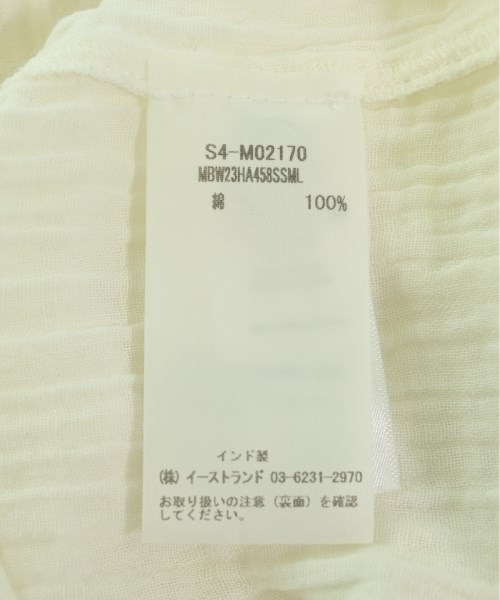 S4-M02170
MBW23HA458SSML
綿 100%
インド製
(株) イーストランド 03-6231-2970
お取り扱いの注意 (裏面) を確認
してください。